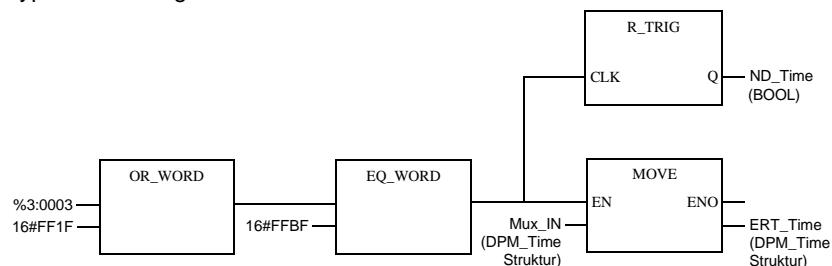 R_TRIG
CLK
Q
ND_Time
(BOOL)
OR_WORD
EQ_WORD
MOVE
%3:0003
16#FF1F
16#FFBF
EN
ENO
Mux_IN
(DPM_Time
Struktur)
ERT_Time
(DPM_Time
Struktur)